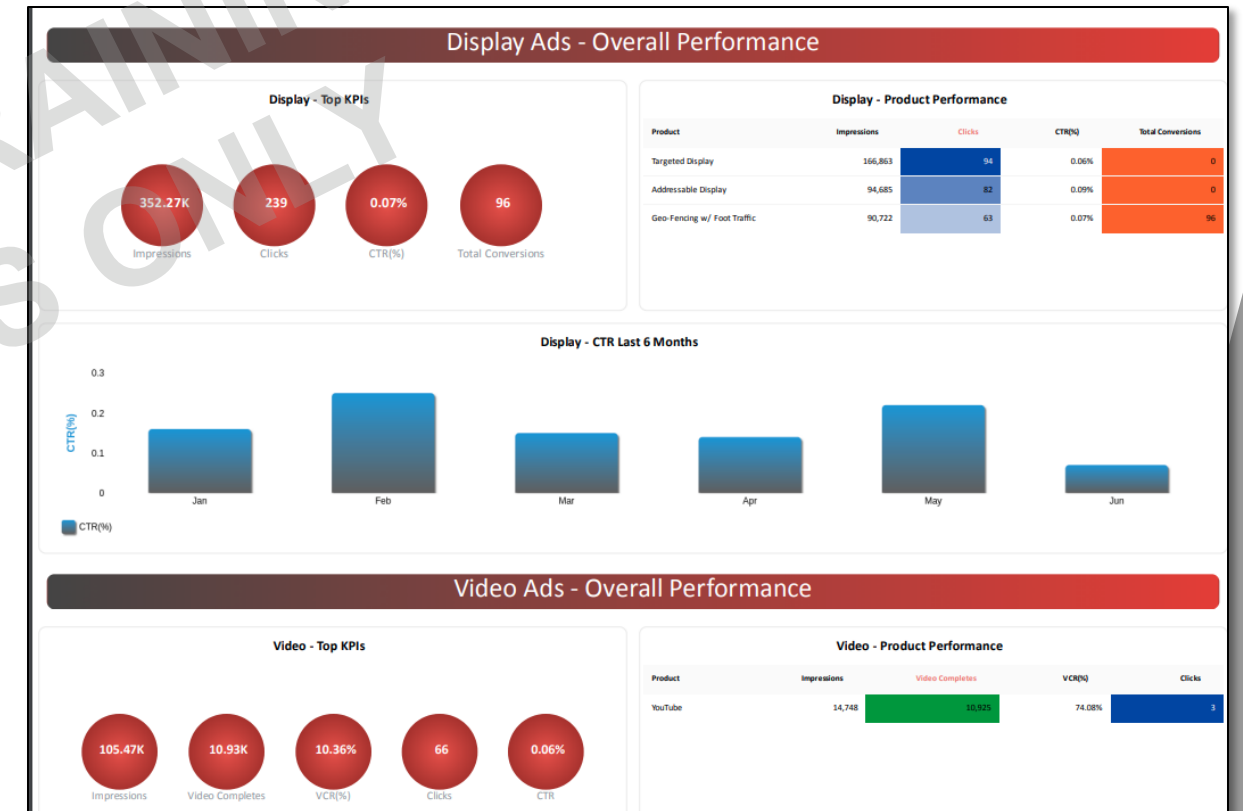 Display Ads - Overall Performance
Display - Top KPIs
352.27K 239 0.07% 96
Impressions Clicks CTR(%) Total Conversions
Display - Product Performance
Product Impressions Clicks CTR(%) Total Conversions
Targeted Display 166,863 94 0.06% 0
Addressable Display 94,685 82 0.09% 0
Geo-Fencing w/ Foot Traffic 90,722 63 0.07% 96
Display - CTR Last 6 Months
CTR(%)
0.3
0.2
0.1
0
Jan Feb Mar Apr May Jun
CTR(%)
Video Ads - Overall Performance
Video - Top KPIs
105.47K 10.93K 10.36% 66 0.06%
Impressions Video Completes VCR(%) Clicks CTR
Video - Product Performance
Product Impressions Video Completes VCR(%) Clicks
YouTube 14,748 10,925 74.08% 3
ONLY